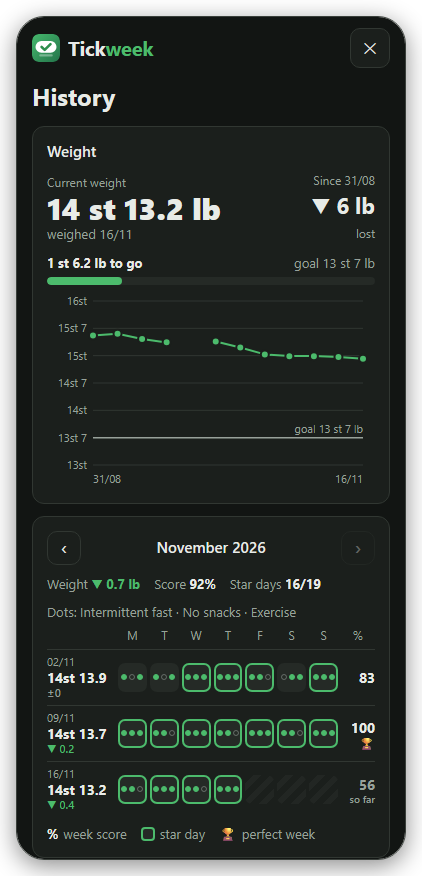 Tickweek
History
Weight
Current weight
Since 31/08
14 st 13.2 lb
▼ 6 lb
weighed 16/11
lost
1 st 6.2 lb to go
goal 13 st 7 lb
16st
15st 7
15st
14st 7
14st
goal 13 st 7 lb
13st 7
13st
31/08
16/11
‹
November 2026
›
Weight ▼ 0.7 lb Score 92% Star days 16/19
Dots: Intermittent fast · No snacks · Exercise
M T W T F S S %
02/11
14st 13.9
83
±0
09/11
14st 13.7
100
▼ 0.2
16/11
14st 13.2
56
▼ 0.4
so far
% week score star day perfect week